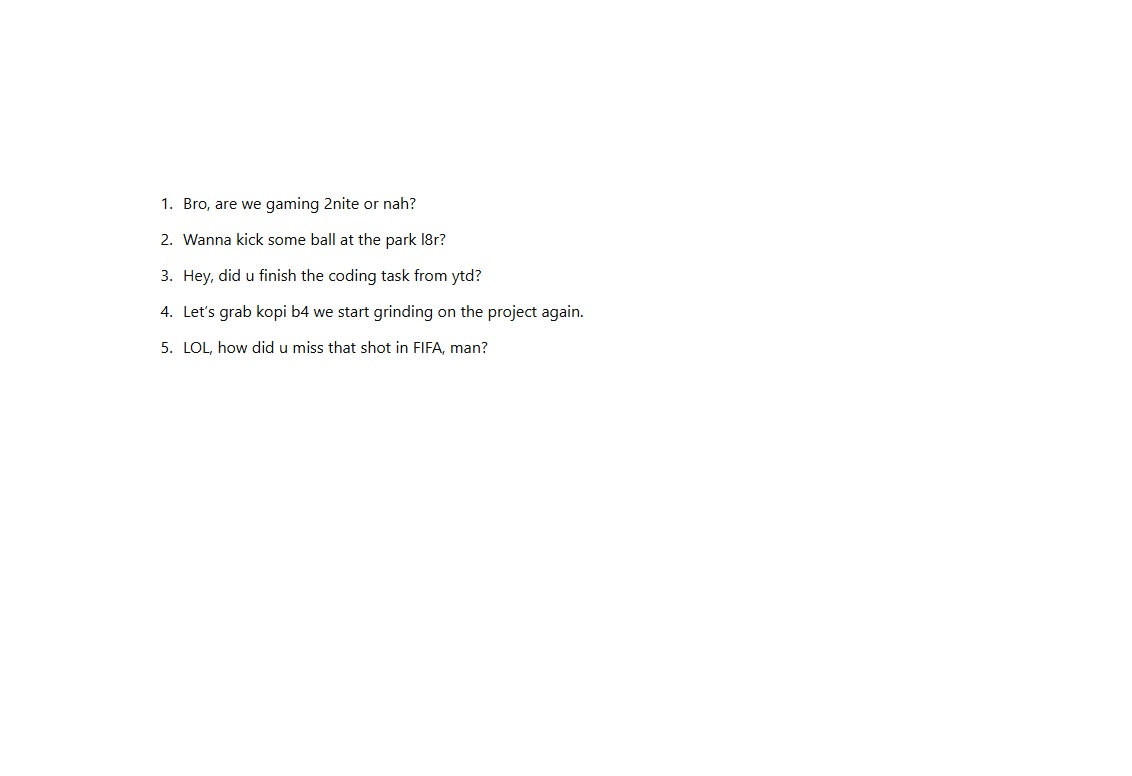 1. Bro, are we gaming 2nite or nah?
2. Wanna kick some ball at the park l8r?
3. Hey, did u finish the coding task from ytd?
4. Let's grab kopi b4 we start grinding on the project again.
5. LOL, how did u miss that shot in FIFA, man?